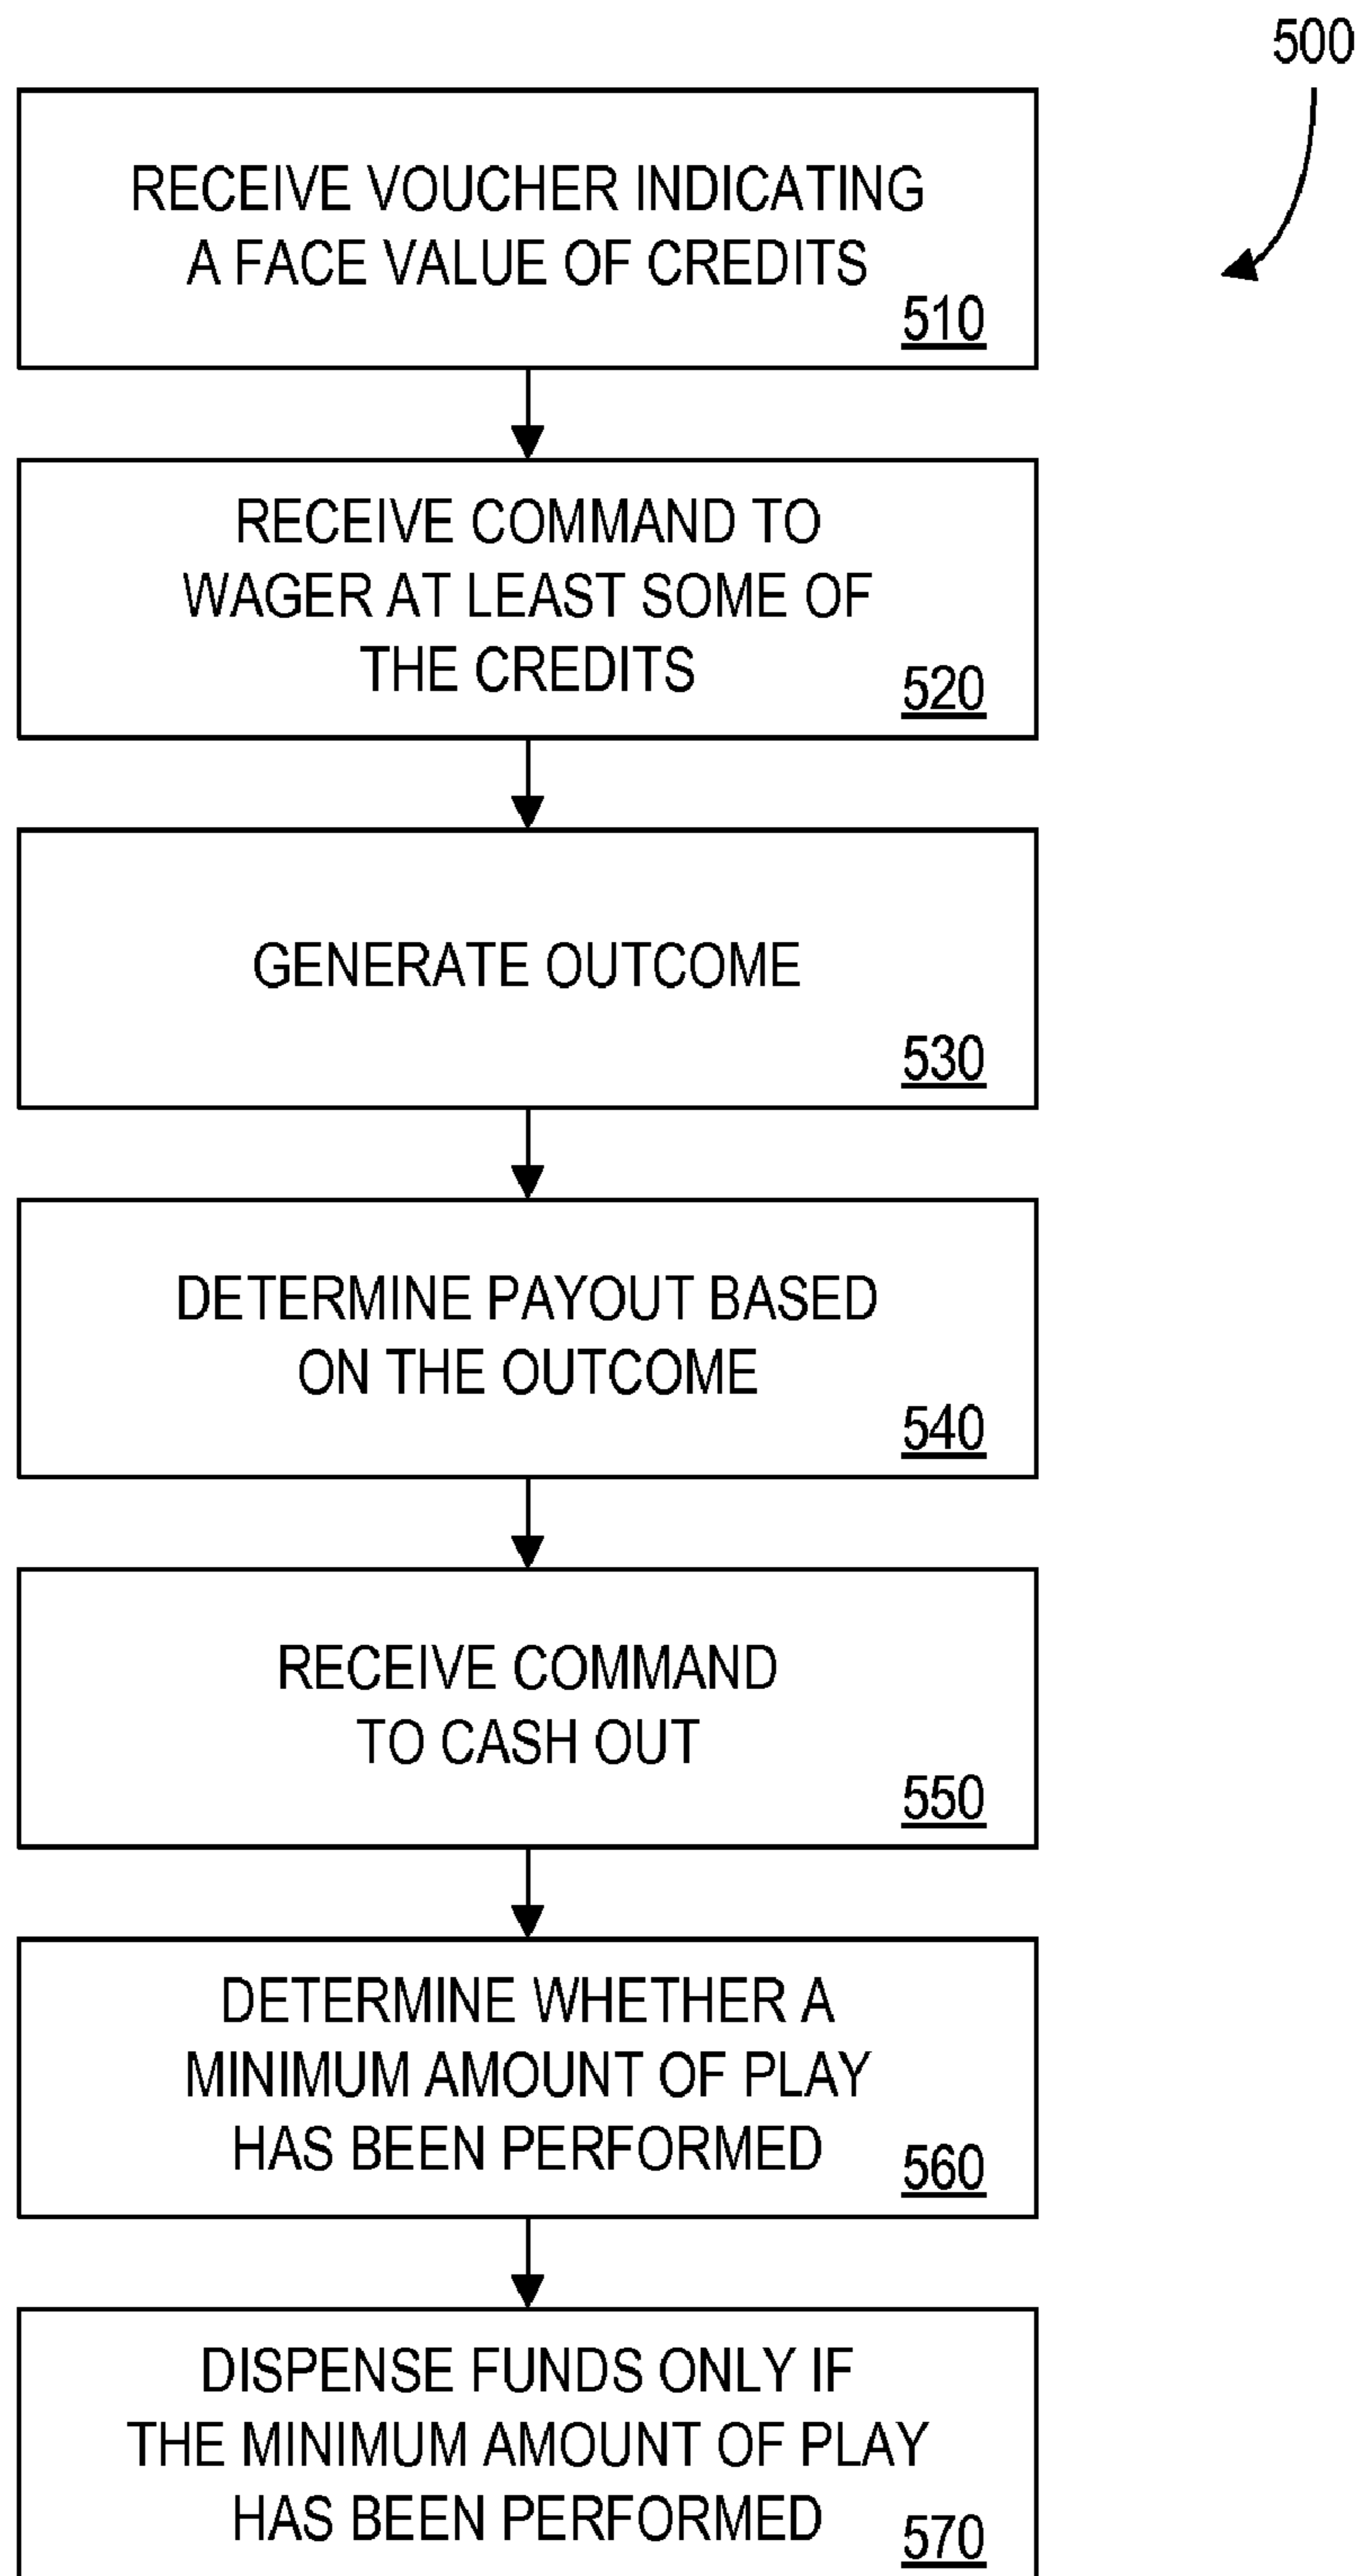 500
RECEIVE VOUCHER INDICATING
A FACE VALUE OF CREDITS
510
RECEIVE COMMAND TO
WAGER AT LEAST SOME OF
THE CREDITS
520
GENERATE OUTCOME
530
DETERMINE PAYOUT BASED
ON THE OUTCOME
540
RECEIVE COMMAND
TO CASH OUT
550
DETERMINE WHETHER A
MINIMUM AMOUNT OF PLAY
HAS BEEN PERFORMED
560
DISPENSE FUNDS ONLY IF
THE MINIMUM AMOUNT OF PLAY
HAS BEEN PERFORMED
570